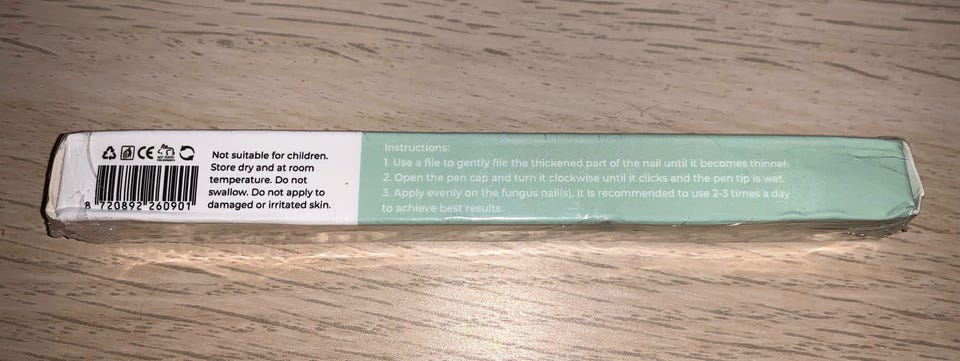 Not suitable for children.
Store dry and at room
temperature. Do not
swallow. Do not apply to
damaged or irritated skin.
CE
8 720892 260901
Instructions:
1. Use a file to gently file the thickened part of the nail until it becomes thinner.
2. Open the pen cap and turn it clockwise until it clicks and the pen tip is wet.
3. Apply evenly on the fungus nail(s), it is recommended to use 2-3 times a day
to achieve best results.